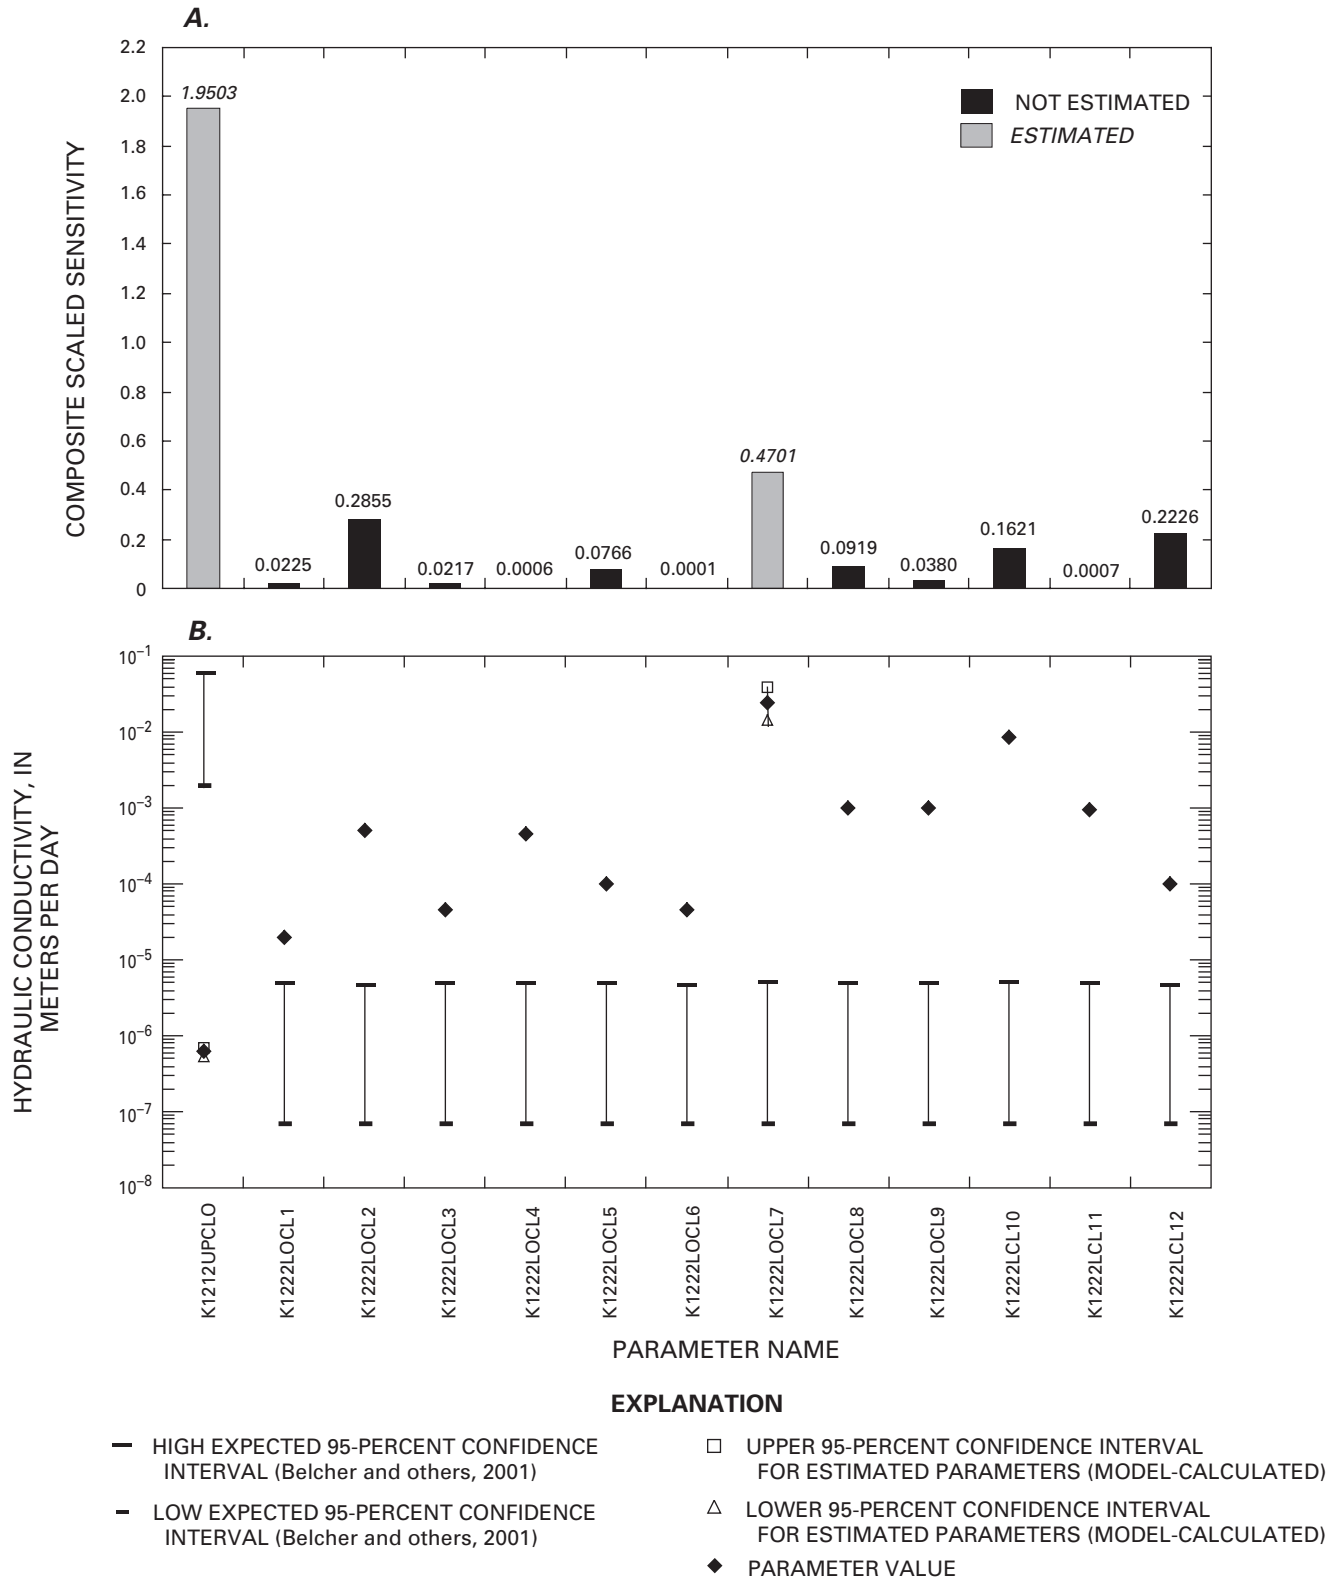 A.
COMPOSITE SCALED SENSITIVITY
2.2
2.0
1.8
1.6
1.4
1.2
1.0
0.8
0.6
0.4
0.2
0
1.9503
0.0225
0.2855
0.0217
0.0006
0.0766
0.0001
0.4701
0.0919
0.0380
0.1621
0.0007
0.2226
NOT ESTIMATED
ESTIMATED
B.
HYDRAULIC CONDUCTIVITY, IN
METERS PER DAY
10–1
10–2
10–3
10–4
10–5
10–6
10–7
10–8
K1212UPCLO
K1222LOCL1
K1222LOCL2
K1222LOCL3
K1222LOCL4
K1222LOCL5
K1222LOCL6
K1222LOCL7
K1222LOCL8
K1222LOCL9
K1222LCL10
K1222LCL11
K1222LCL12
PARAMETER NAME
EXPLANATION
HIGH EXPECTED 95-PERCENT CONFIDENCE
INTERVAL (Belcher and others, 2001)
LOW EXPECTED 95-PERCENT CONFIDENCE
INTERVAL (Belcher and others, 2001)
UPPER 95-PERCENT CONFIDENCE INTERVAL
FOR ESTIMATED PARAMETERS (MODEL-CALCULATED)
LOWER 95-PERCENT CONFIDENCE INTERVAL
FOR ESTIMATED PARAMETERS (MODEL-CALCULATED)
PARAMETER VALUE